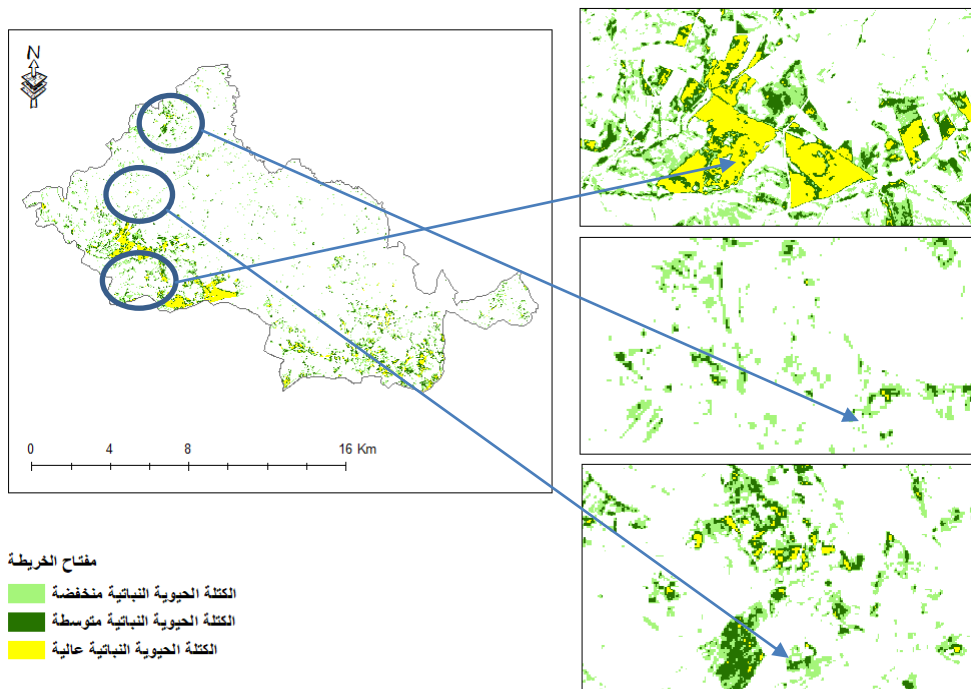 N
0 4 8 16 Km
مفتاح الخريطة
الكتلة الحيوية النباتية منخفضة
الكتلة الحيوية النباتية متوسطة
الكتلة الحيوية النباتية عالية